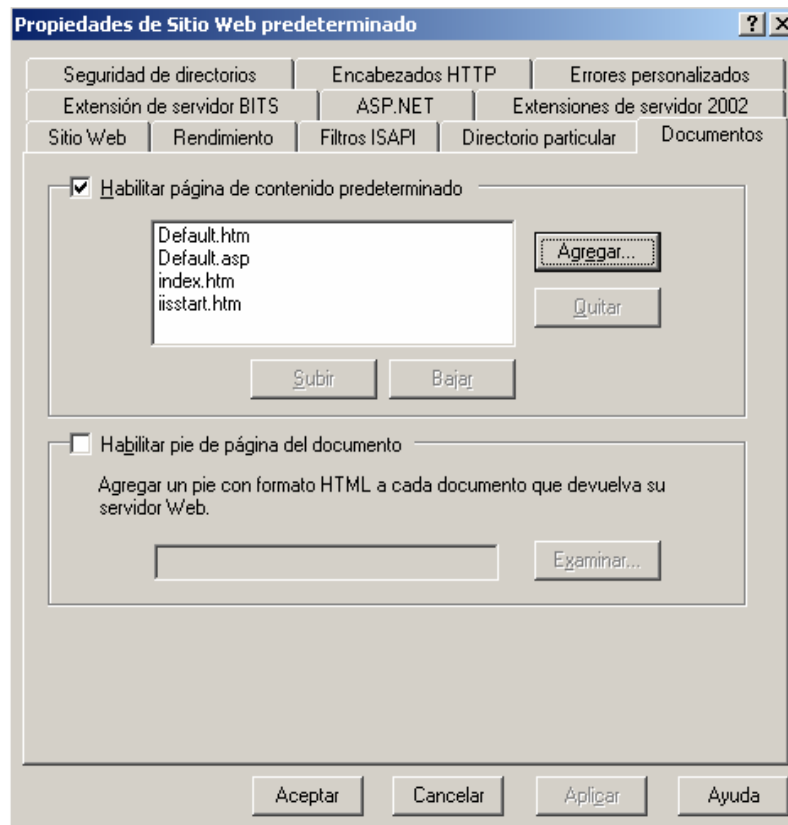 Propiedades de Sitio Web predeterminado
Seguridad de directorios Encabezados HTTP Errores personalizados
Extensión de servidor BITS ASP.NET Extensiones de servidor 2002
Sitio Web Rendimiento Filtros ISAPI Directorio particular Documentos
Habilitar página de contenido predeterminado
Default.htm
Default.asp
index.htm
iisstart.htm
Agregar...
Quitar
Subir Bajar
Habilitar pie de página del documento
Agregar un pie con formato HTML a cada documento que devuelva su
servidor Web.
Examinar...
Aceptar Cancelar Aplicar Ayuda